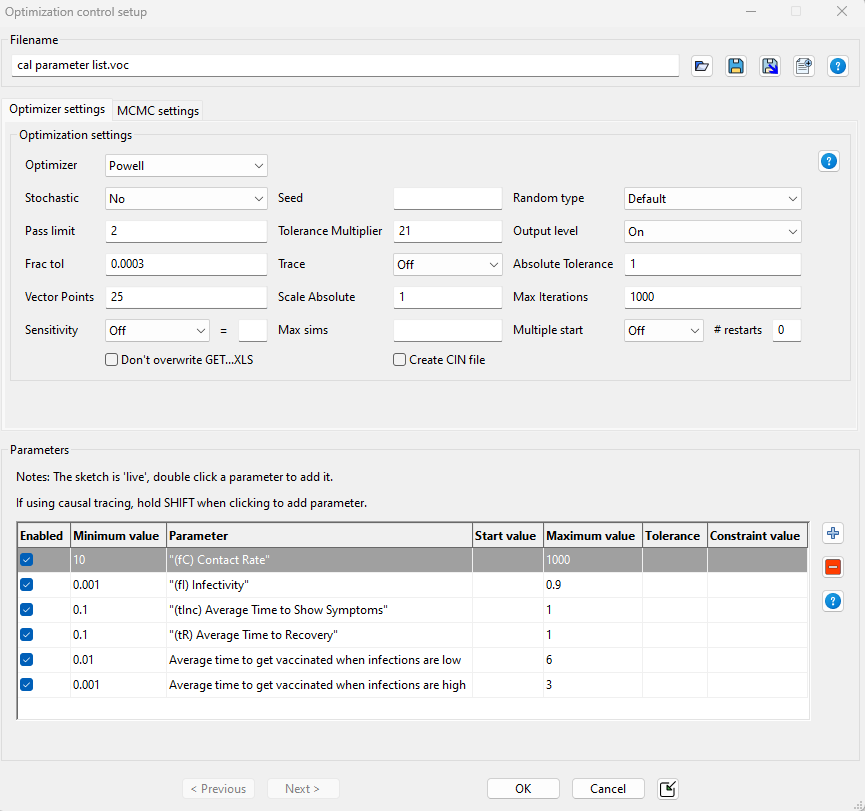 Optimization control setup
Filename
cal parameter list.voc
Optimizer settings MCMC settings
Optimization settings
Optimizer Powell
Stochastic No Seed Random type Default
Pass limit 2 Tolerance Multiplier 21 Output level On
Frac tol 0.0003 Trace Off Absolute Tolerance 1
Vector Points 25 Scale Absolute 1 Max Iterations 1000
Sensitivity Off = Max sims Multiple start Off # restarts 0
Don't overwrite GET...XLS Create CIN file
Parameters
Notes: The sketch is 'live', double click a parameter to add it.
If using causal tracing, hold SHIFT when clicking to add parameter.
Enabled Minimum value Parameter Start value Maximum value Tolerance Constraint value
10 "(fC) Contact Rate" 1000
0.001 "(fI) Infectivity" 0.9
0.1 "(tInc) Average Time to Show Symptoms" 1
0.1 "(tR) Average Time to Recovery" 1
0.01 Average time to get vaccinated when infections are low 6
0.001 Average time to get vaccinated when infections are high 3
< Previous Next > OK Cancel